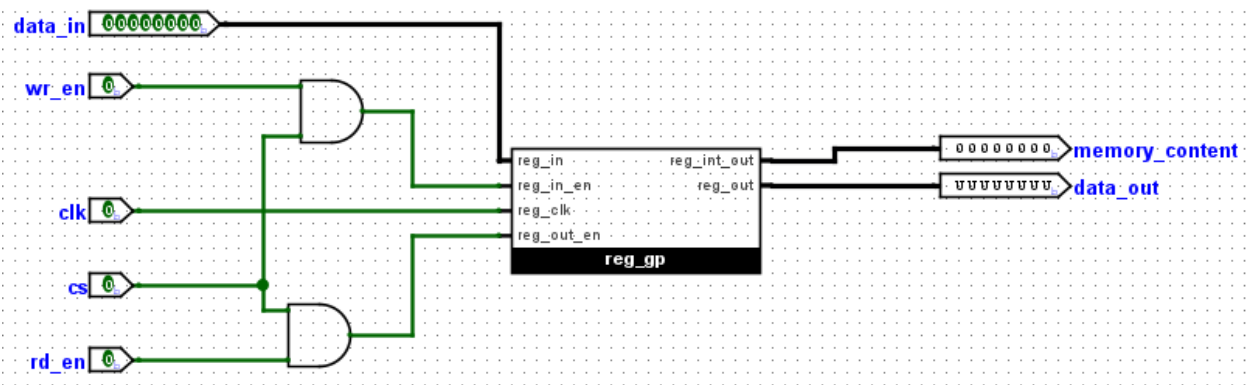 data_in 00000000
wr_en 0
clk 0
cs 0
rd_en 0
reg_in reg_int_out
reg_in_en reg_out
reg_clk
reg_out_en
reg_gp
00000000 memory_content
UUUUUUUU data_out